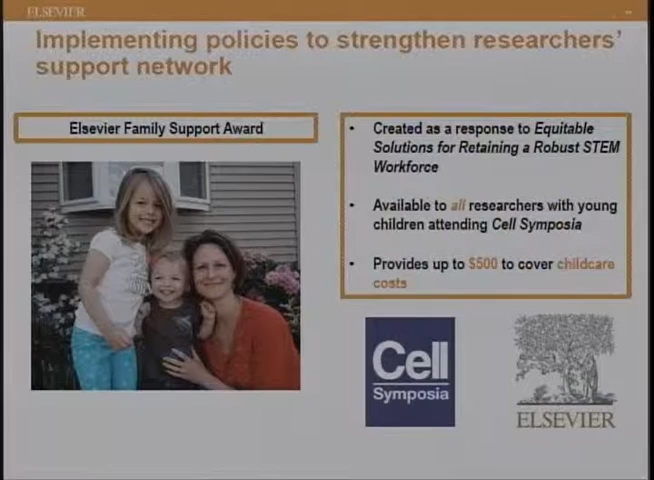 ELSEVIER
Implementing policies to strengthen researchers'
support network
Elsevier Family Support Award
• Created as a response to Equitable
Solutions for Retaining a Robust STEM
Workforce
• Available to all researchers with young
children attending Cell Symposia
• Provides up to $500 to cover childcare
costs
Cell
Symposia
ELSEVIER